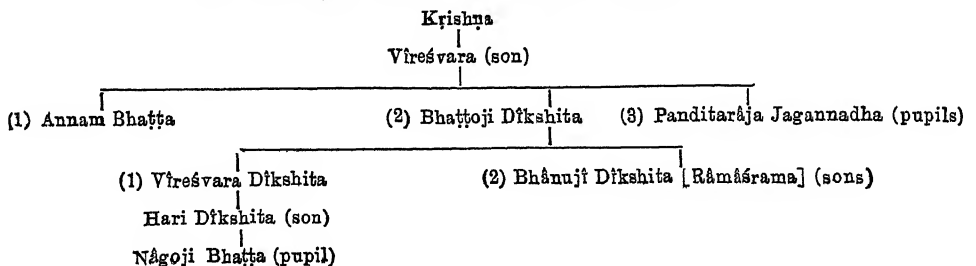 Kṛishṇa
Vîreśvara (son)
(1) Annam Bhaṭṭa (2) Bhaṭṭoji Dîkshita (3) Panditarâja Jagannadha (pupils)
(1) Vîreśvara Dîkshita (2) Bhânujî Dîkshita [Râmâśrama] (sons)
Hari Dîkshita (son)
Nâgoji Bhaṭṭa (pupil)